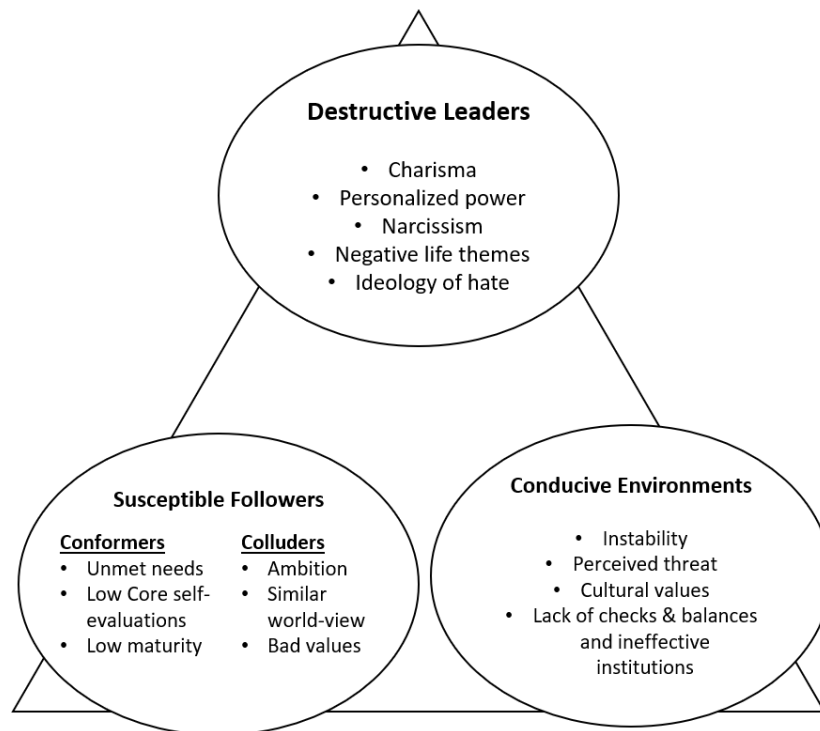 Destructive Leaders
• Charisma
• Personalized power
• Narcissism
• Negative life themes
• Ideology of hate
Susceptible Followers
Conformers
• Unmet needs
• Low Core self-
evaluations
• Low maturity
Colluders
• Ambition
• Similar
world-view
• Bad values
Conducive Environments
• Instability
• Perceived threat
• Cultural values
• Lack of checks & balances
and ineffective
institutions